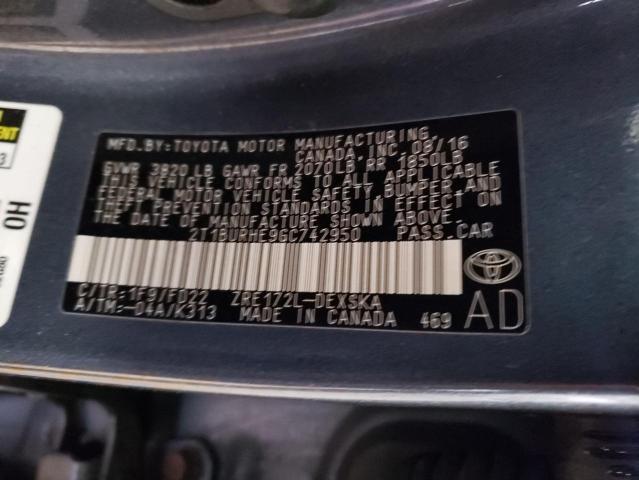 MFD.BY:TOYOTA MOTOR MANUFACTURING,
CANADA, INC. 08/16
GVWR 3820 LB GAWR FR 2070LB RR 1850LB
THIS VEHICLE CONFORMS TO ALL APPLICABLE
FEDERAL MOTOR VEHICLE SAFETY, BUMPER, AND
THEFT PREVENTION STANDARDS IN EFFECT ON
THE DATE OF MANUFACTURE SHOWN ABOVE.
2T1BURHE9GC742950 PASS.CAR
C/TR:1F9/FD22 ZRE172L-DEXSKA
A/TM:-04A/K313 MADE IN CANADA 469
AD
HO
3